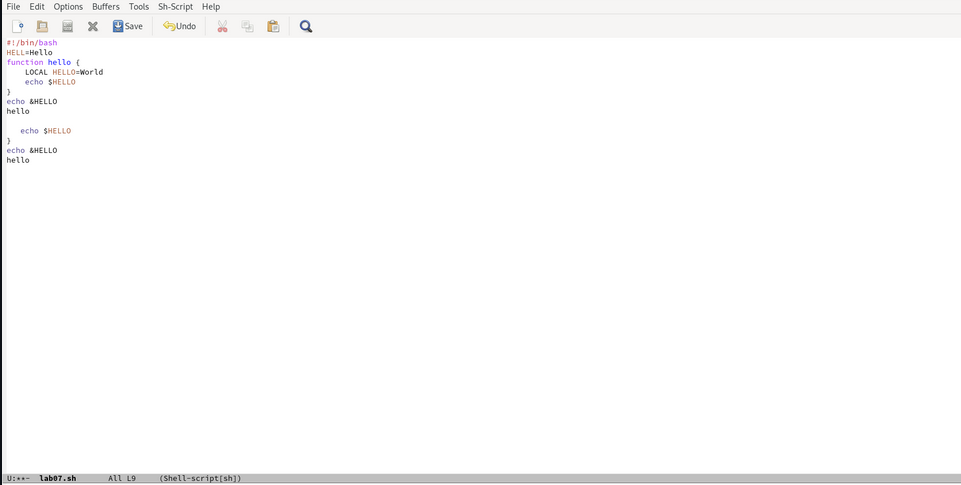 File Edit Options Buffers Tools Sh-Script Help
Save Undo
#!/bin/bash
HELL=Hello
function hello {
    LOCAL HELLO=World
    echo $HELLO
}
echo &HELLO
hello

   echo $HELLO
}
echo &HELLO
hello
U:**- lab07.sh All L9 (Shell-script[sh])